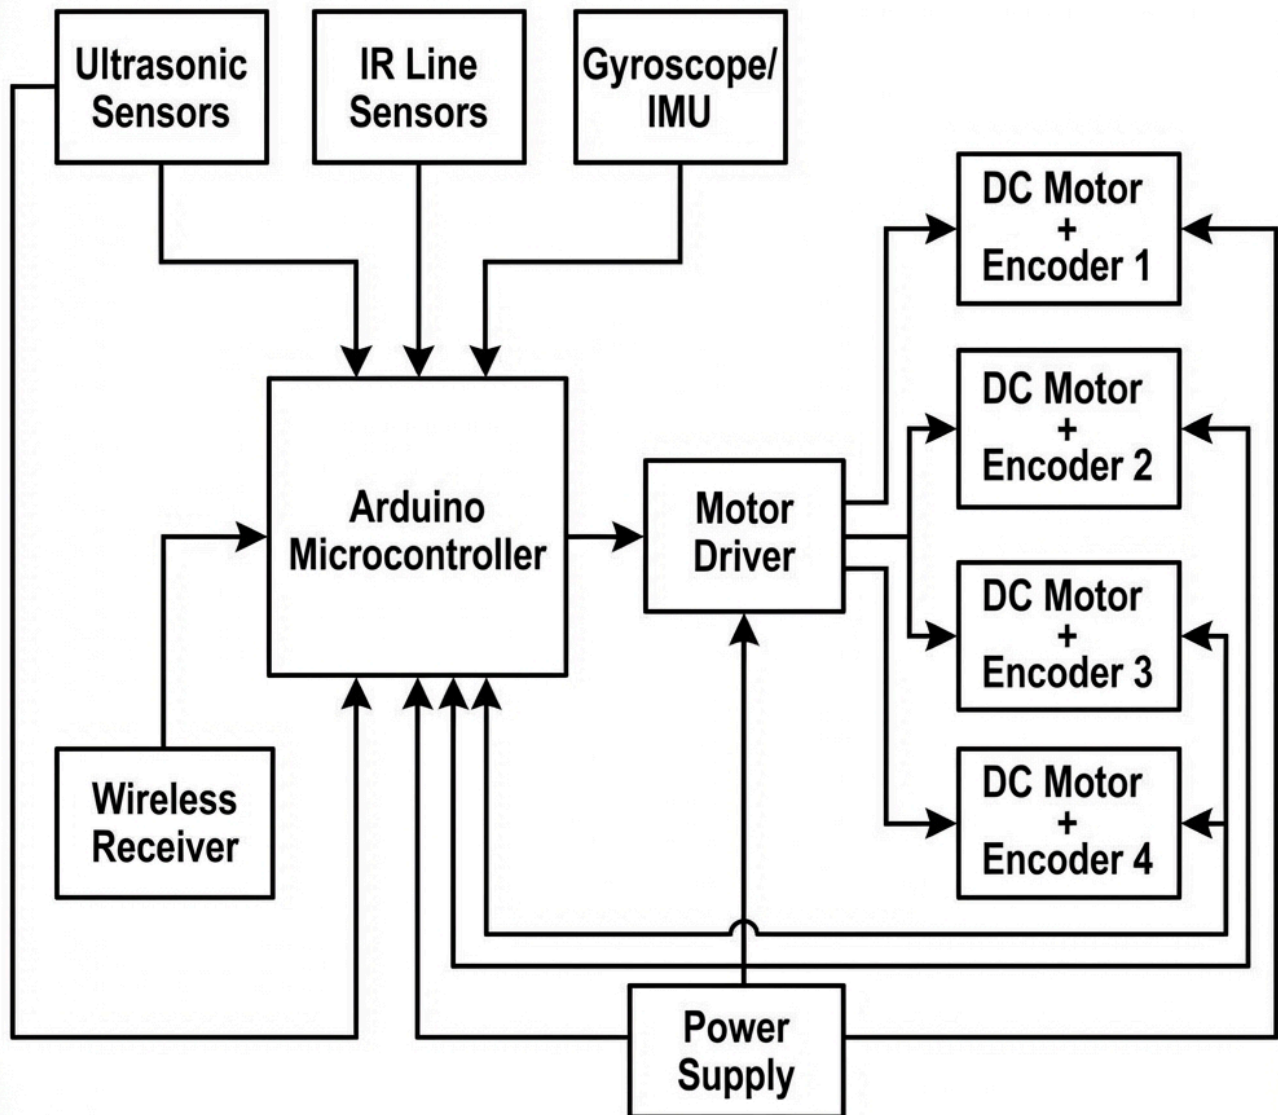 Ultrasonic
Sensors
IR Line
Sensors
Gyroscope/
IMU
DC Motor
+
Encoder 1
DC Motor
+
Encoder 2
Arduino
Microcontroller
Motor
Driver
DC Motor
+
Encoder 3
Wireless
Receiver
DC Motor
+
Encoder 4
Power
Supply